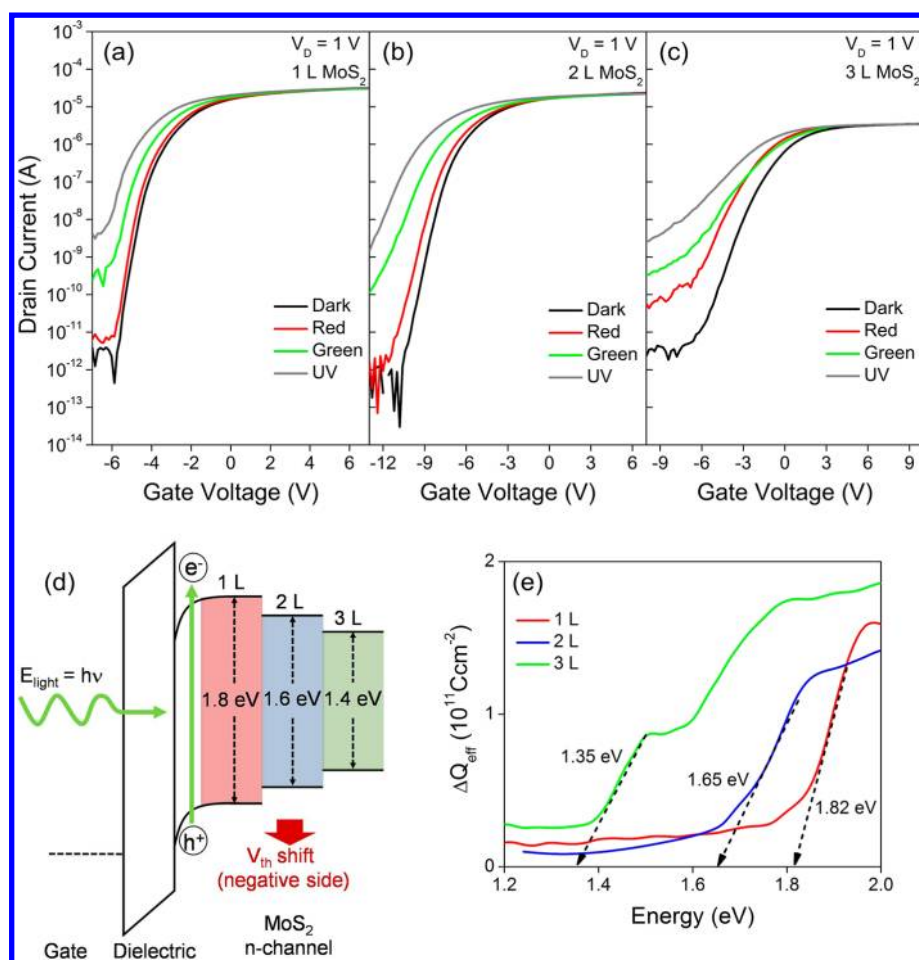 (a)
V_D = 1 V
1 L MoS₂
(b)
V_D = 1 V
2 L MoS₂
(c)
V_D = 1 V
3 L MoS₂
Drain Current (A)
10⁻³
10⁻⁴
10⁻⁵
10⁻⁶
10⁻⁷
10⁻⁸
10⁻⁹
10⁻¹⁰
10⁻¹¹
10⁻¹²
10⁻¹³
10⁻¹⁴
Dark
Red
Green
UV
Dark
Red
Green
UV
Dark
Red
Green
UV
-6 -4 -2 0 2 4 6
-12 -9 -6 -3 0 3 6
-9 -6 -3 0 3 6 9
Gate Voltage (V)
Gate Voltage (V)
Gate Voltage (V)
(d)
e⁻
1 L
2 L
3 L
E_light = hν
1.8 eV
1.6 eV
1.4 eV
h⁺
V_th shift
(negative side)
MoS₂
n-channel
Gate
Dielectric
(e)
1 L
2 L
3 L
1.35 eV
1.65 eV
1.82 eV
ΔQ_eff (10¹¹Ccm⁻²)
2
1
0
1.2 1.4 1.6 1.8 2.0
Energy (eV)